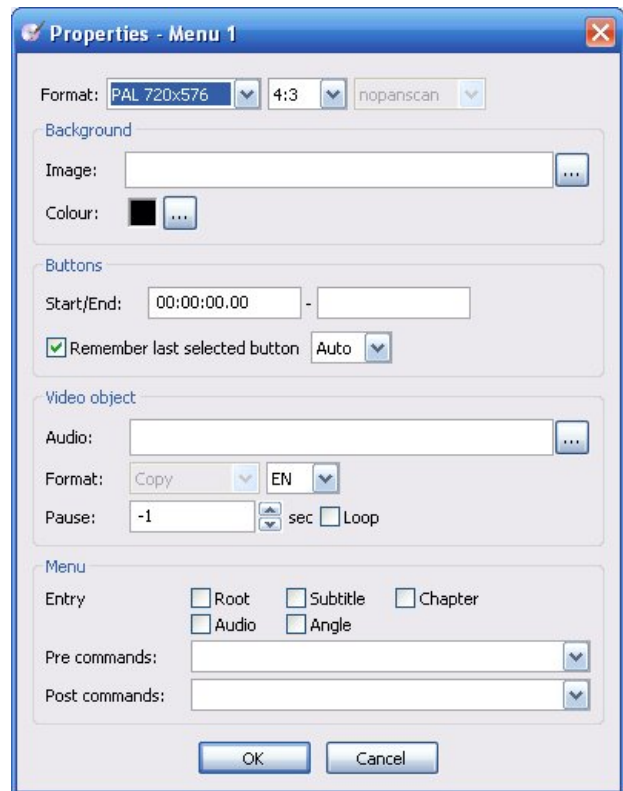 Properties - Menu 1
Format: PAL 720x576 4:3 nopanscan
Background
Image: ...
Colour: ...
Buttons
Start/End: 00:00:00.00 -
Remember last selected button Auto
Video object
Audio: ...
Format: Copy EN
Pause: -1 sec Loop
Menu
Entry Root Subtitle Chapter
Audio Angle
Pre commands:
Post commands:
OK Cancel